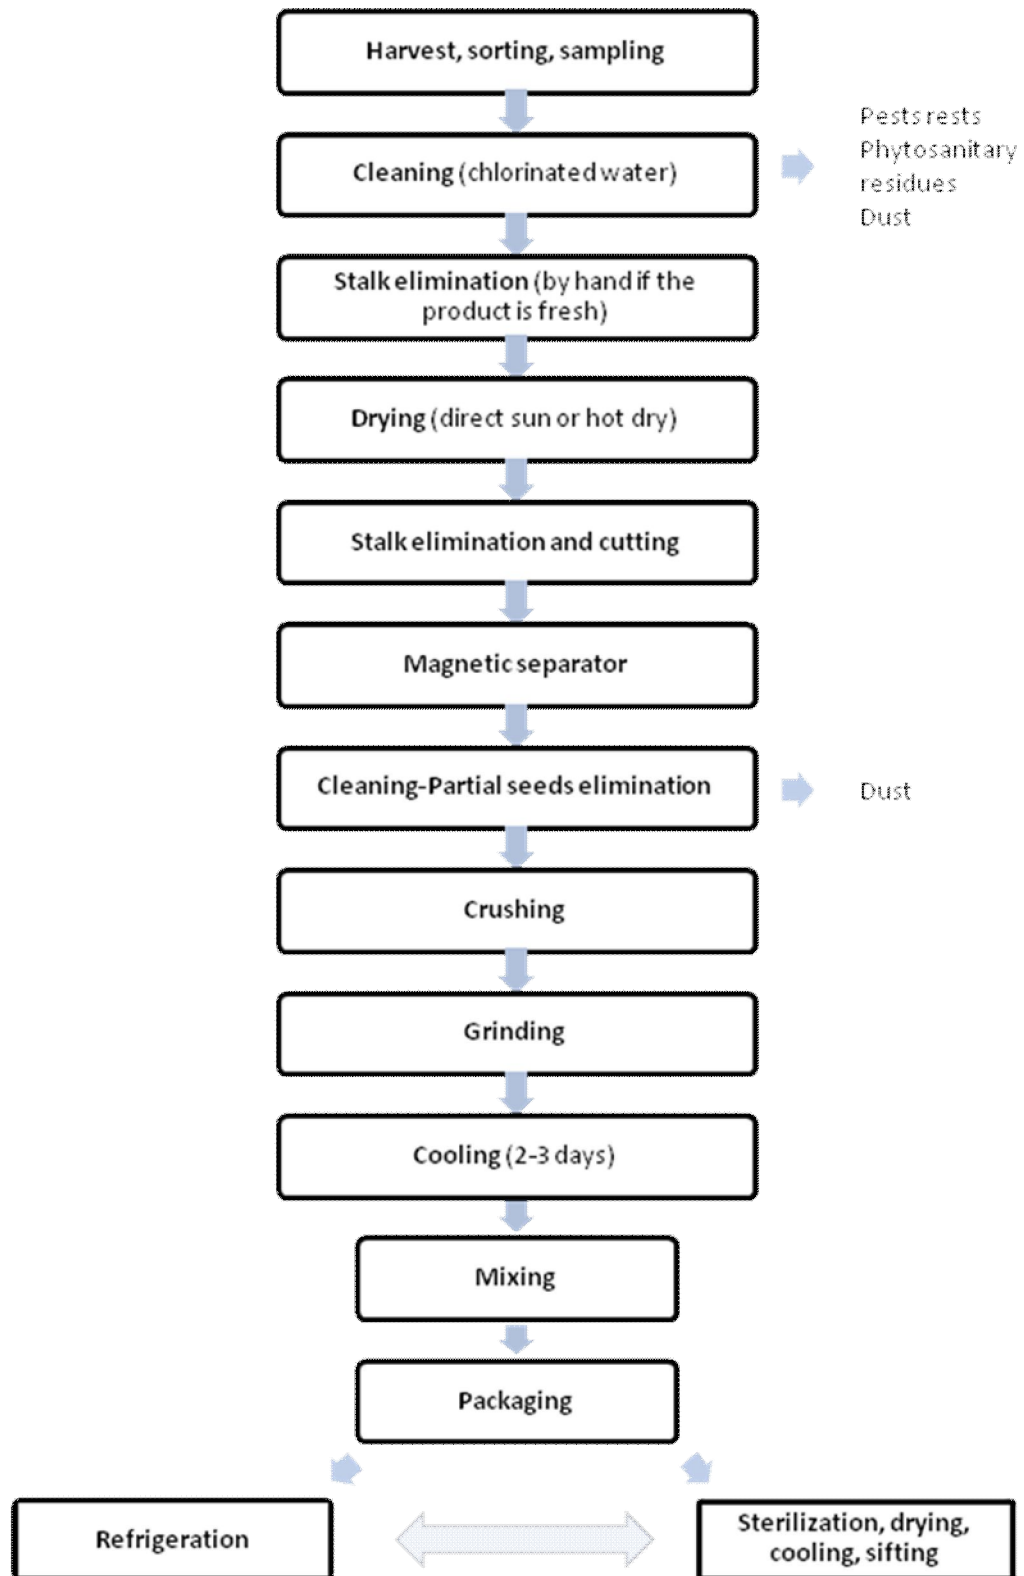 Harvest, sorting, sampling
Pests rests
Phytosanitary
residues
Dust
Cleaning (chlorinated water)
Stalk elimination (by hand if the
product is fresh)
Drying (direct sun or hot dry)
Stalk elimination and cutting
Magnetic separator
Cleaning-Partial seeds elimination
Dust
Crushing
Grinding
Cooling (2-3 days)
Mixing
Packaging
Refrigeration
Sterilization, drying,
cooling, sifting